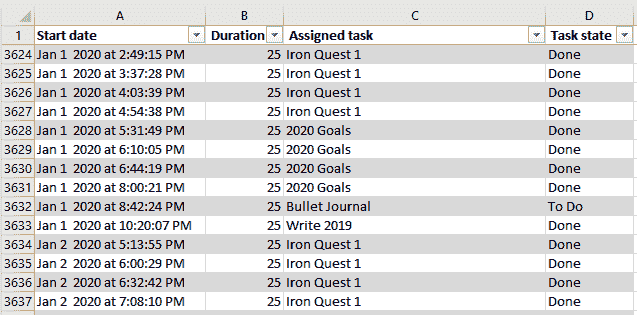 A B C D
1 Start date Duration Assigned task Task state
3624 Jan 1 2020 at 2:49:15 PM 25 Iron Quest 1 Done
3625 Jan 1 2020 at 3:37:28 PM 25 Iron Quest 1 Done
3626 Jan 1 2020 at 4:03:39 PM 25 Iron Quest 1 Done
3627 Jan 1 2020 at 4:54:38 PM 25 Iron Quest 1 Done
3628 Jan 1 2020 at 5:31:49 PM 25 2020 Goals Done
3629 Jan 1 2020 at 6:10:05 PM 25 2020 Goals Done
3630 Jan 1 2020 at 6:44:19 PM 25 2020 Goals Done
3631 Jan 1 2020 at 8:00:21 PM 25 2020 Goals Done
3632 Jan 1 2020 at 8:42:24 PM 25 Bullet Journal To Do
3633 Jan 1 2020 at 10:20:07 PM 25 Write 2019 Done
3634 Jan 2 2020 at 5:13:55 PM 25 Iron Quest 1 Done
3635 Jan 2 2020 at 6:00:29 PM 25 Iron Quest 1 Done
3636 Jan 2 2020 at 6:32:42 PM 25 Iron Quest 1 Done
3637 Jan 2 2020 at 7:08:10 PM 25 Iron Quest 1 Done